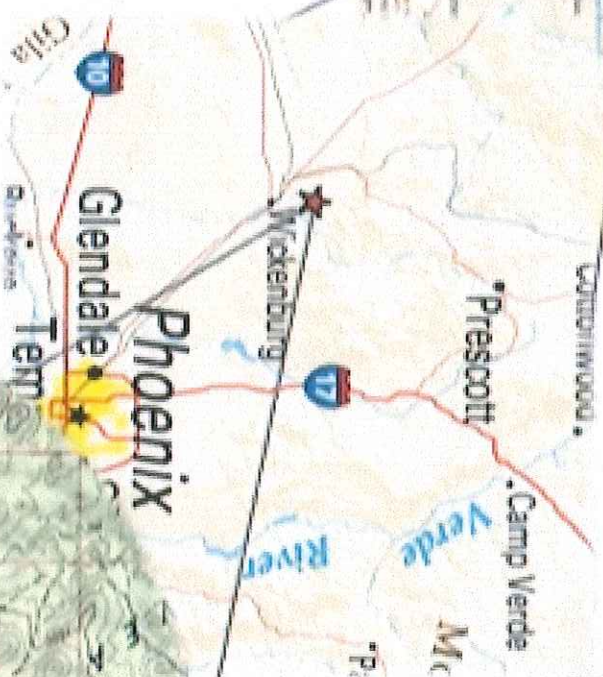 Cottonwood
Prescott
Camp Verde
17
Verde
River
Wickenburg
Phoenix
Glendale
10
Gila